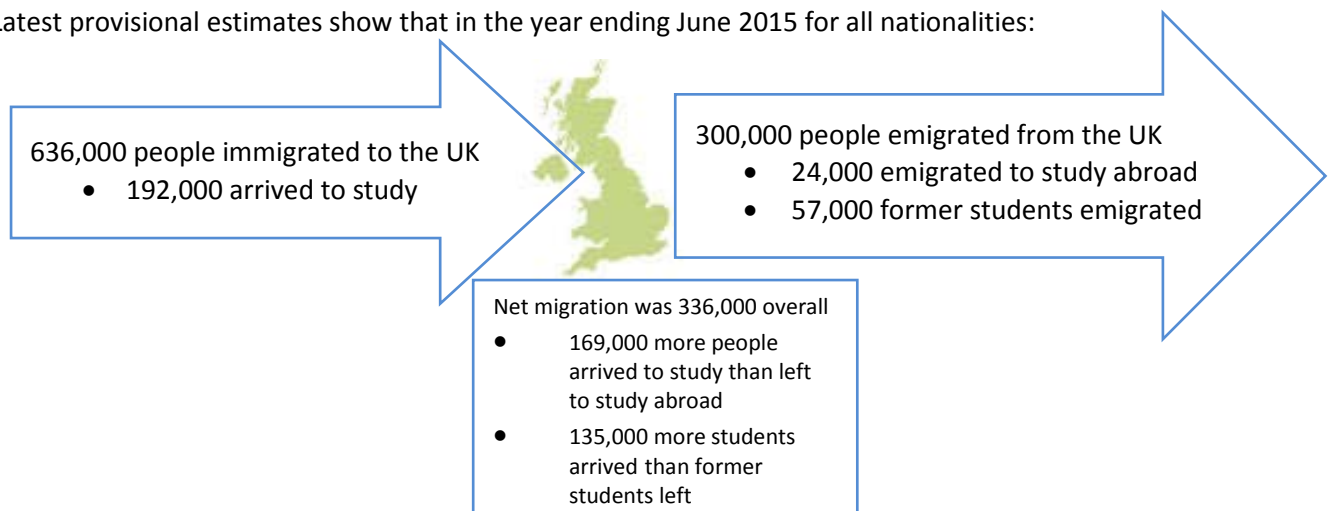 Latest provisional estimates show that in the year ending June 2015 for all nationalities:
636,000 people immigrated to the UK
• 192,000 arrived to study
300,000 people emigrated from the UK
• 24,000 emigrated to study abroad
• 57,000 former students emigrated
Net migration was 336,000 overall
• 169,000 more people
arrived to study than left
to study abroad
• 135,000 more students
arrived than former
students left